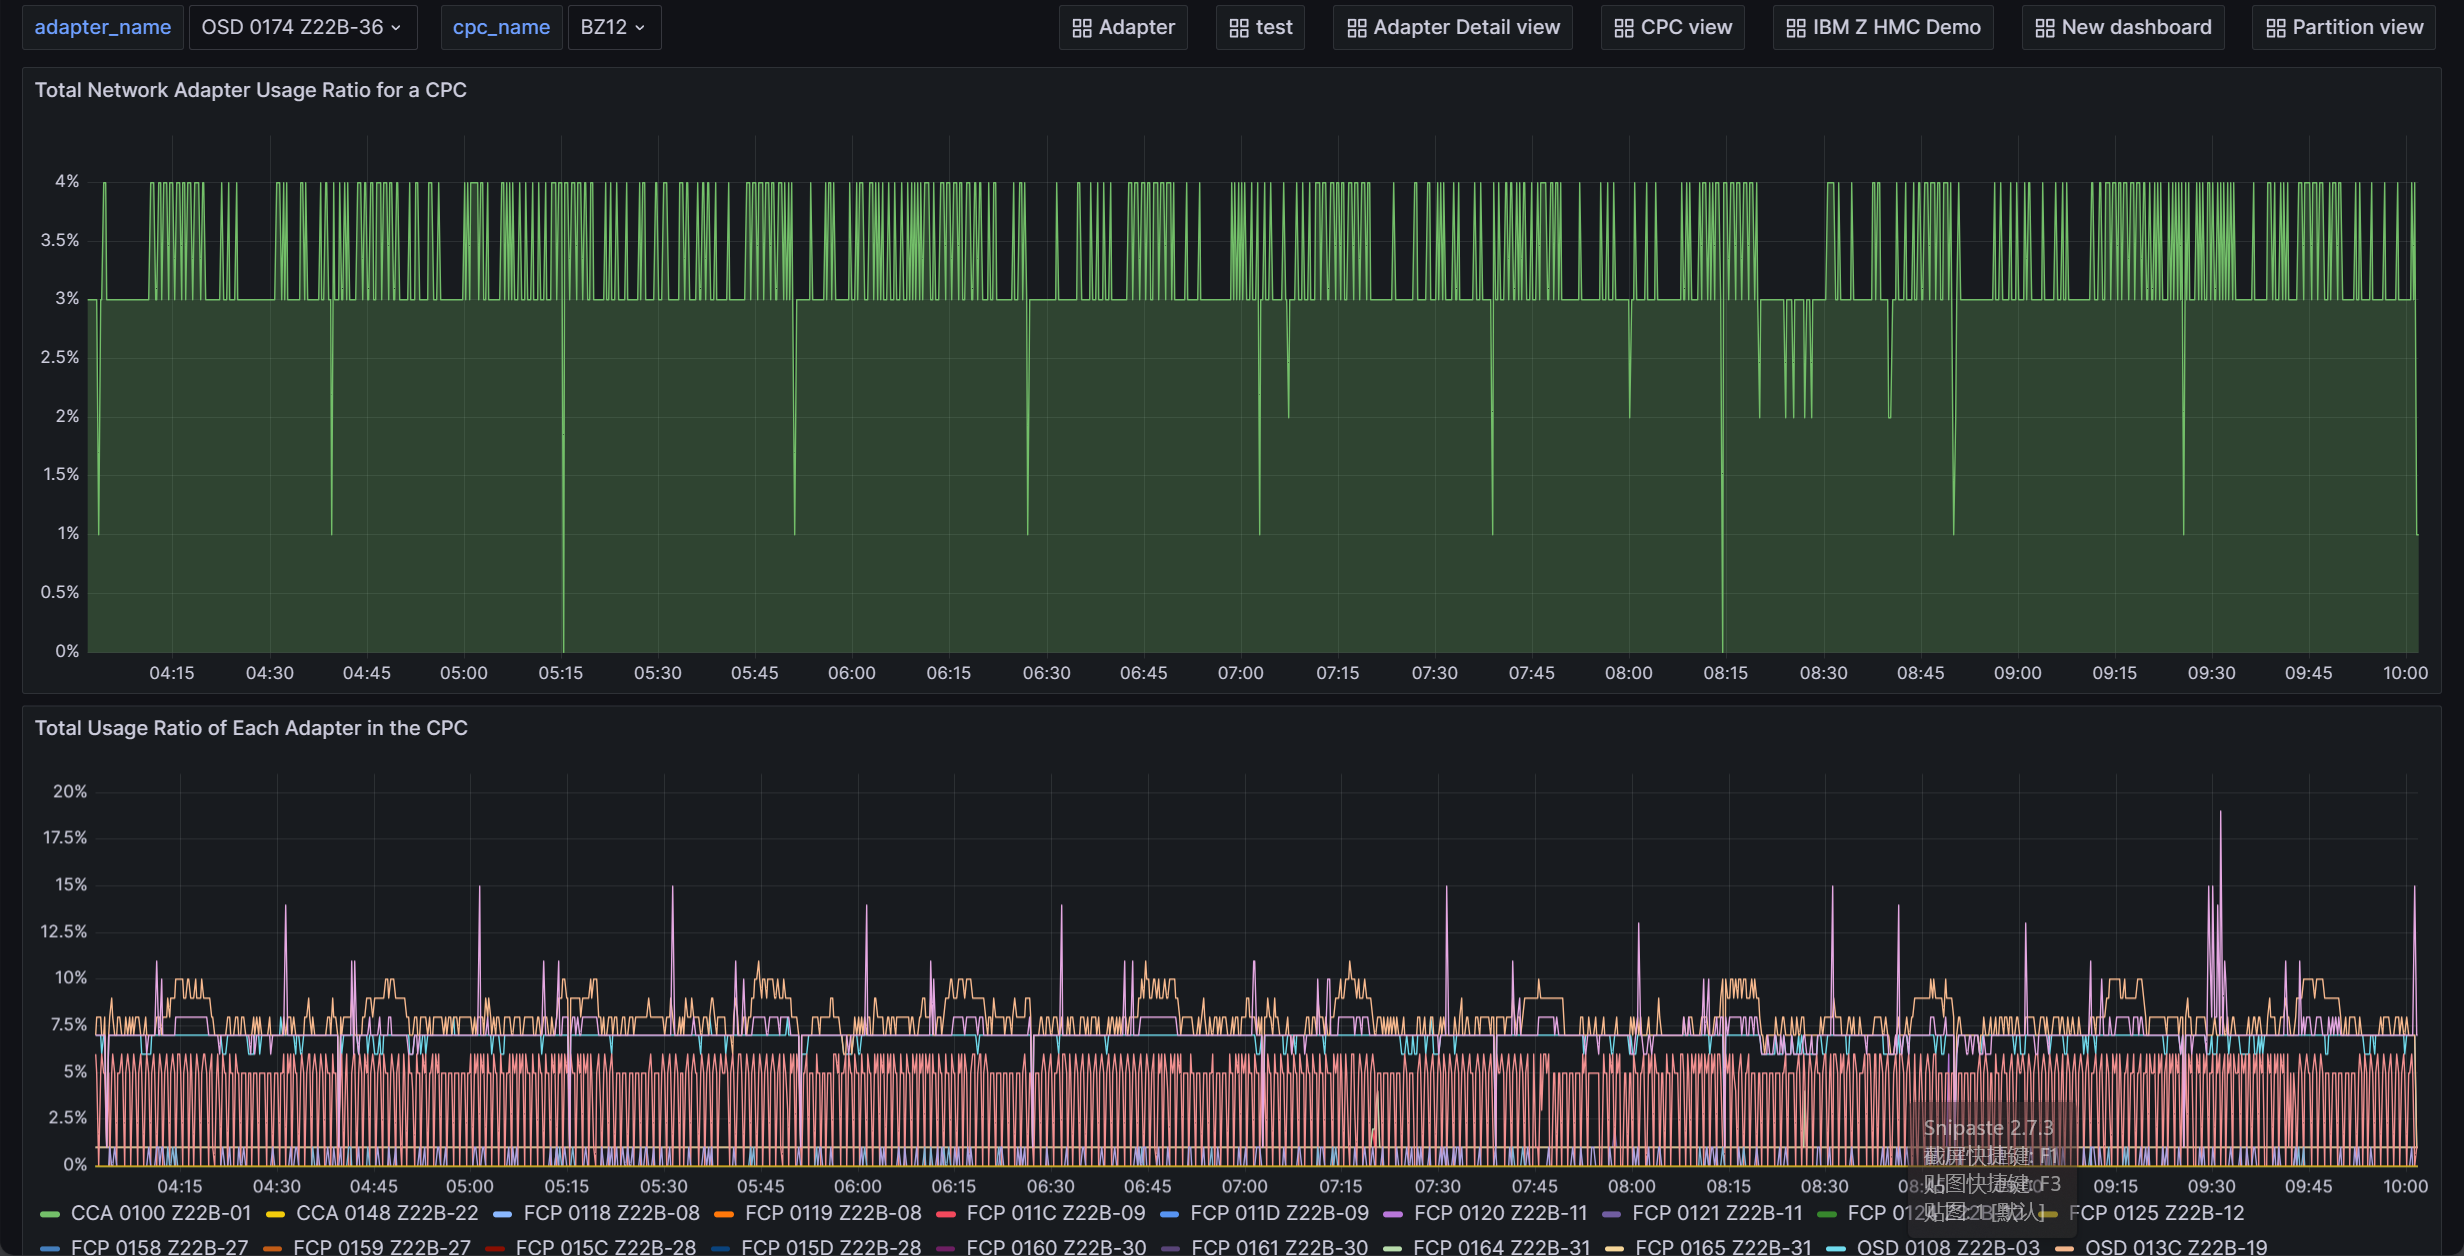 adapter_name OSD 0174 Z22B-36 cpc_name BZ12 Adapter test Adapter Detail view CPC view IBM Z HMC Demo New dashboard Partition view
Total Network Adapter Usage Ratio for a CPC
4%
3.5%
3%
2.5%
2%
1.5%
1%
0.5%
0%
04:15 04:30 04:45 05:00 05:15 05:30 05:45 06:00 06:15 06:30 06:45 07:00 07:15 07:30 07:45 08:00 08:15 08:30 08:45 09:00 09:15 09:30 09:45 10:00
Total Usage Ratio of Each Adapter in the CPC
20%
17.5%
15%
12.5%
10%
7.5%
5%
2.5%
0%
Snipaste 2.7.3
截屏快捷键: F1
贴图快捷键: F3
贴图: 21 [默认]
04:15 04:30 04:45 05:00 05:15 05:30 05:45 06:00 06:15 06:30 06:45 07:00 07:15 07:30 07:45 08:00 08:15 08:30 09:15 09:30 09:45 10:00
CCA 0100 Z22B-01 CCA 0148 Z22B-22 FCP 0118 Z22B-08 FCP 0119 Z22B-08 FCP 011C Z22B-09 FCP 011D Z22B-09 FCP 0120 Z22B-11 FCP 0121 Z22B-11 FCP FCP 0125 Z22B-12
FCP 0158 Z22B-27 FCP 0159 Z22B-27 FCP 015C Z22B-28 FCP 015D Z22B-28 FCP 0160 Z22B-30 FCP 0161 Z22B-30 FCP 0164 Z22B-31 FCP 0165 Z22B-31 OSD 0108 Z22B-03 OSD 013C Z22B-19